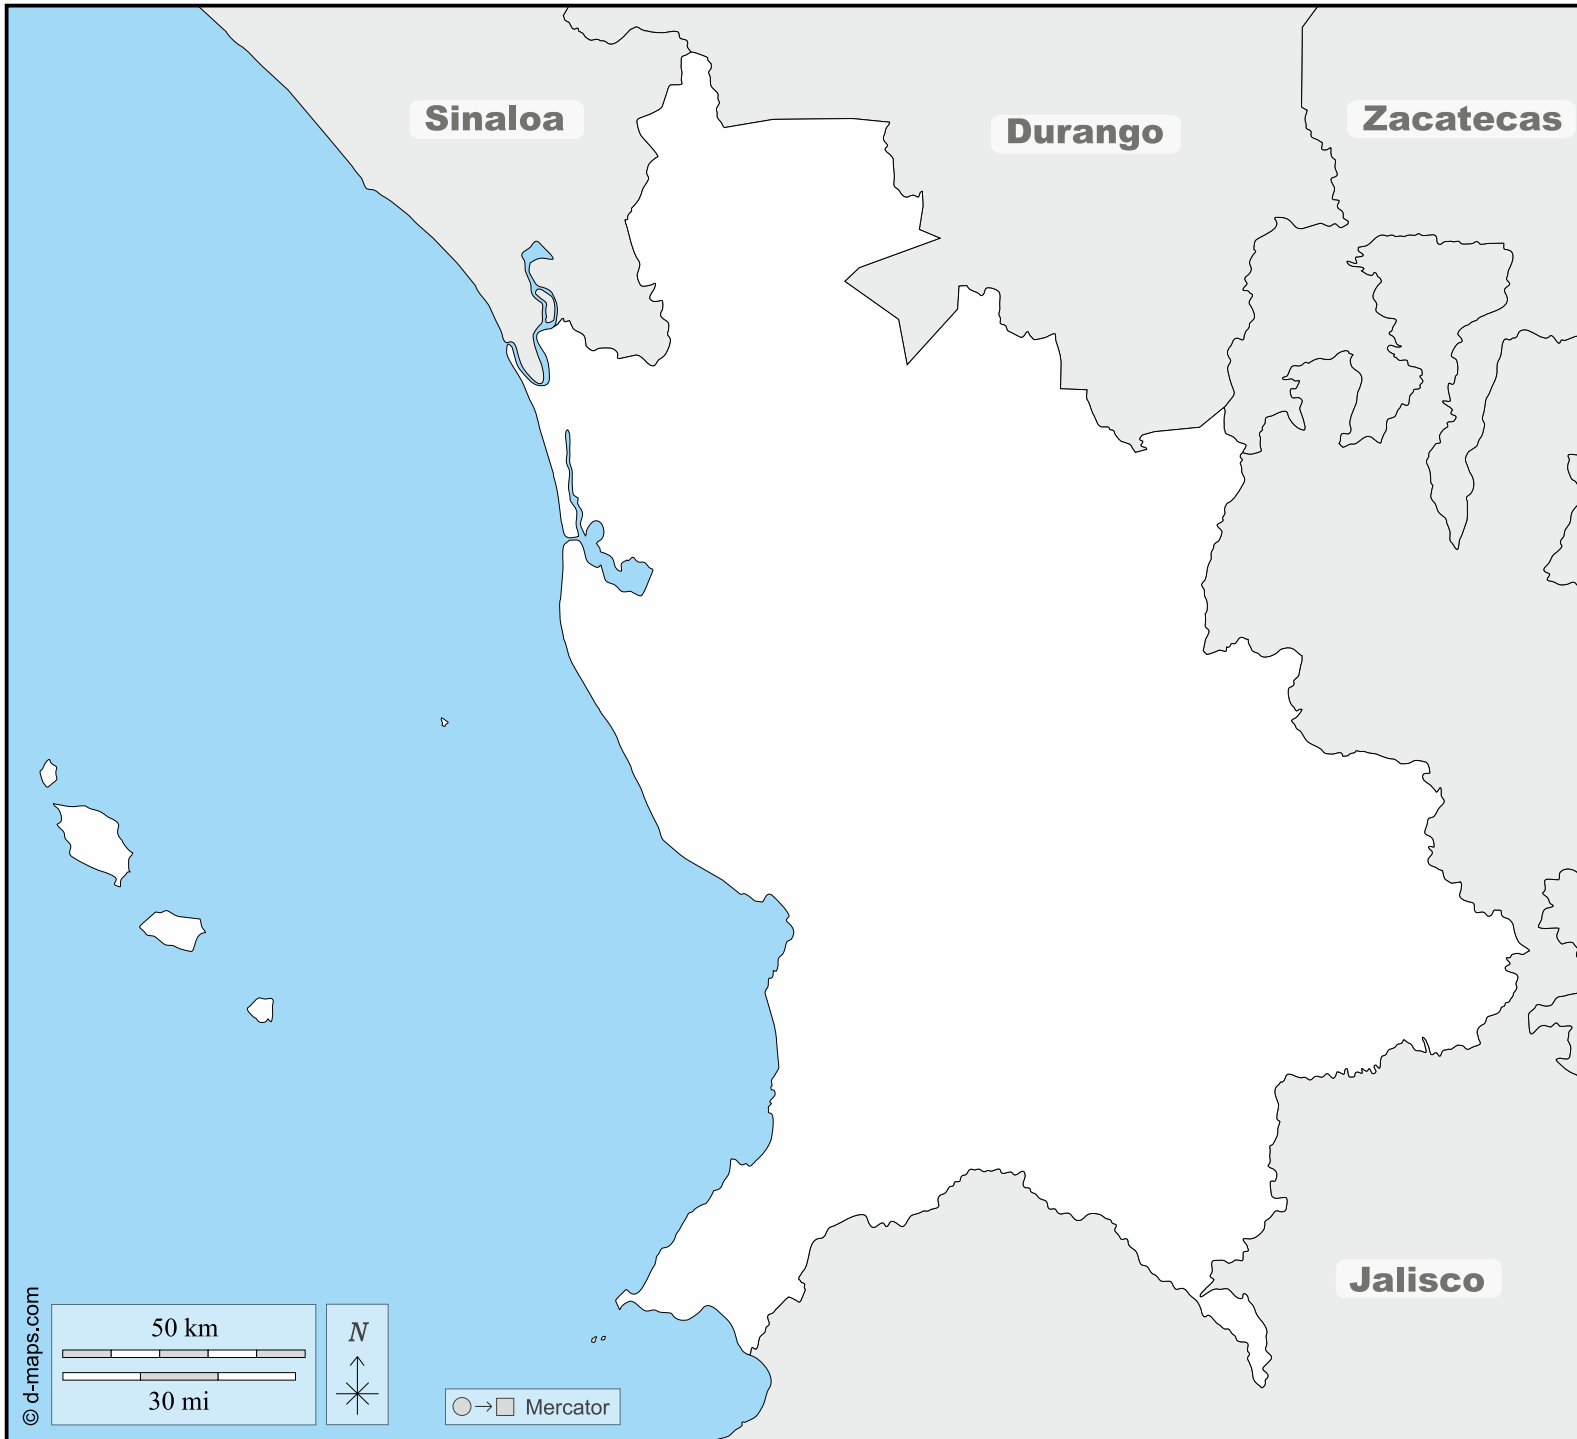 Sinaloa
Durango
Zacatecas
Jalisco
© d-maps.com
50 km
30 mi
N
Mercator